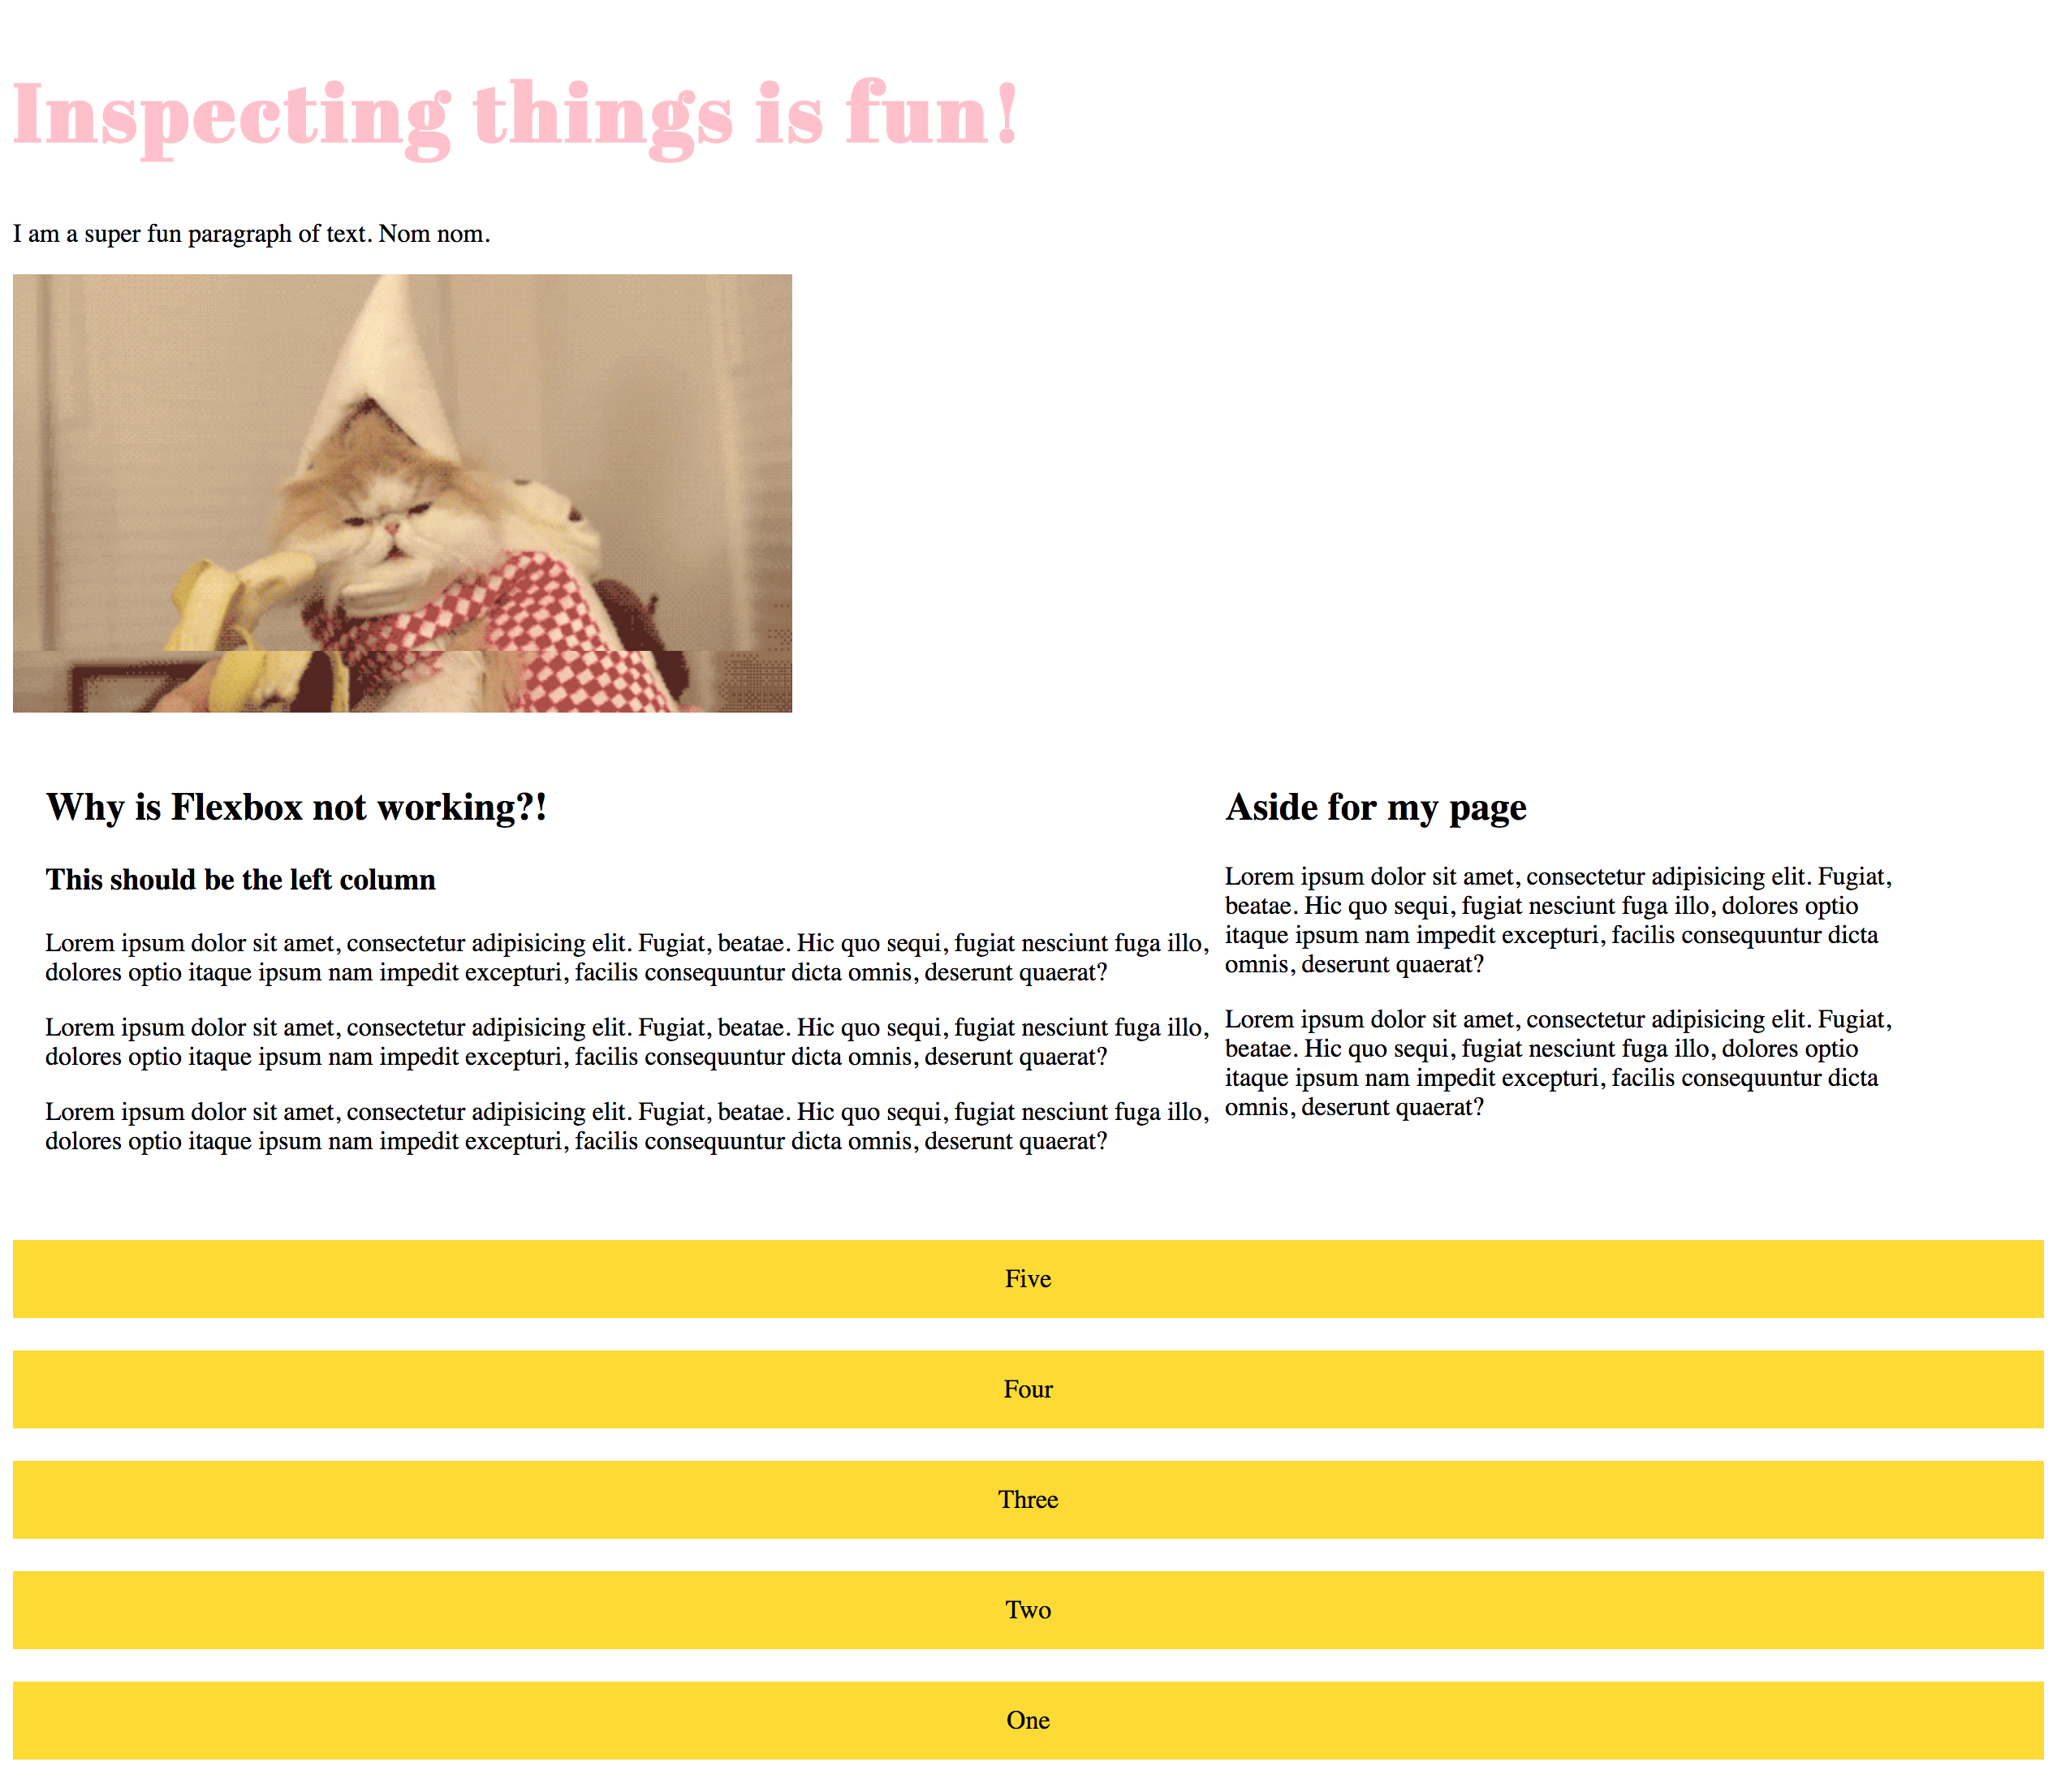 Inspecting things is fun!
I am a super fun paragraph of text. Nom nom.
Why is Flexbox not working?!
This should be the left column
Lorem ipsum dolor sit amet, consectetur adipisicing elit. Fugiat, beatae. Hic quo sequi, fugiat nesciunt fuga illo,
dolores optio itaque ipsum nam impedit excepturi, facilis consequuntur dicta omnis, deserunt quaerat?
Lorem ipsum dolor sit amet, consectetur adipisicing elit. Fugiat, beatae. Hic quo sequi, fugiat nesciunt fuga illo,
dolores optio itaque ipsum nam impedit excepturi, facilis consequuntur dicta omnis, deserunt quaerat?
Lorem ipsum dolor sit amet, consectetur adipisicing elit. Fugiat, beatae. Hic quo sequi, fugiat nesciunt fuga illo,
dolores optio itaque ipsum nam impedit excepturi, facilis consequuntur dicta omnis, deserunt quaerat?
Aside for my page
Lorem ipsum dolor sit amet, consectetur adipisicing elit. Fugiat,
beatae. Hic quo sequi, fugiat nesciunt fuga illo, dolores optio
itaque ipsum nam impedit excepturi, facilis consequuntur dicta
omnis, deserunt quaerat?
Lorem ipsum dolor sit amet, consectetur adipisicing elit. Fugiat,
beatae. Hic quo sequi, fugiat nesciunt fuga illo, dolores optio
itaque ipsum nam impedit excepturi, facilis consequuntur dicta
omnis, deserunt quaerat?
Five
Four
Three
Two
One